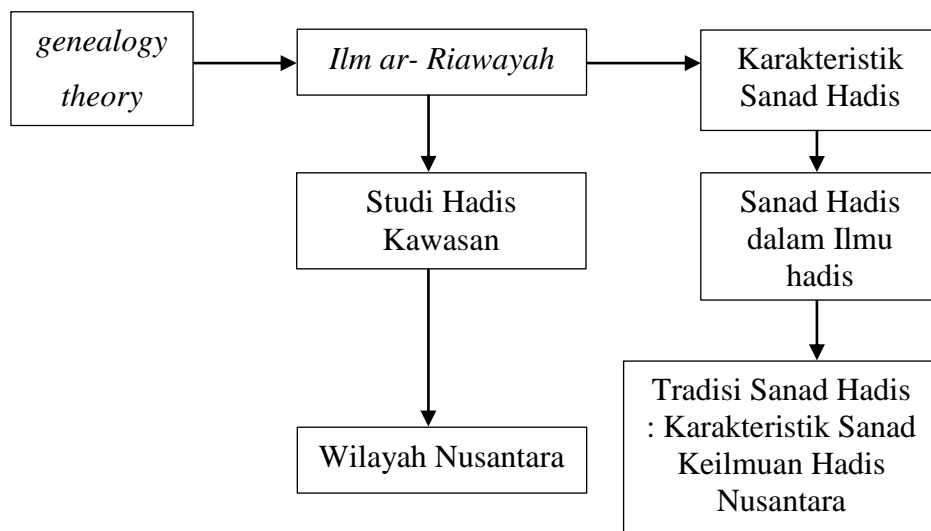 genealogy
theory
Ilm ar- Riawayah
Karakteristik
Sanad Hadis
Studi Hadis
Kawasan
Sanad Hadis
dalam Ilmu
hadis
Wilayah Nusantara
Tradisi Sanad Hadis
: Karakteristik Sanad
Keilmuan Hadis
Nusantara